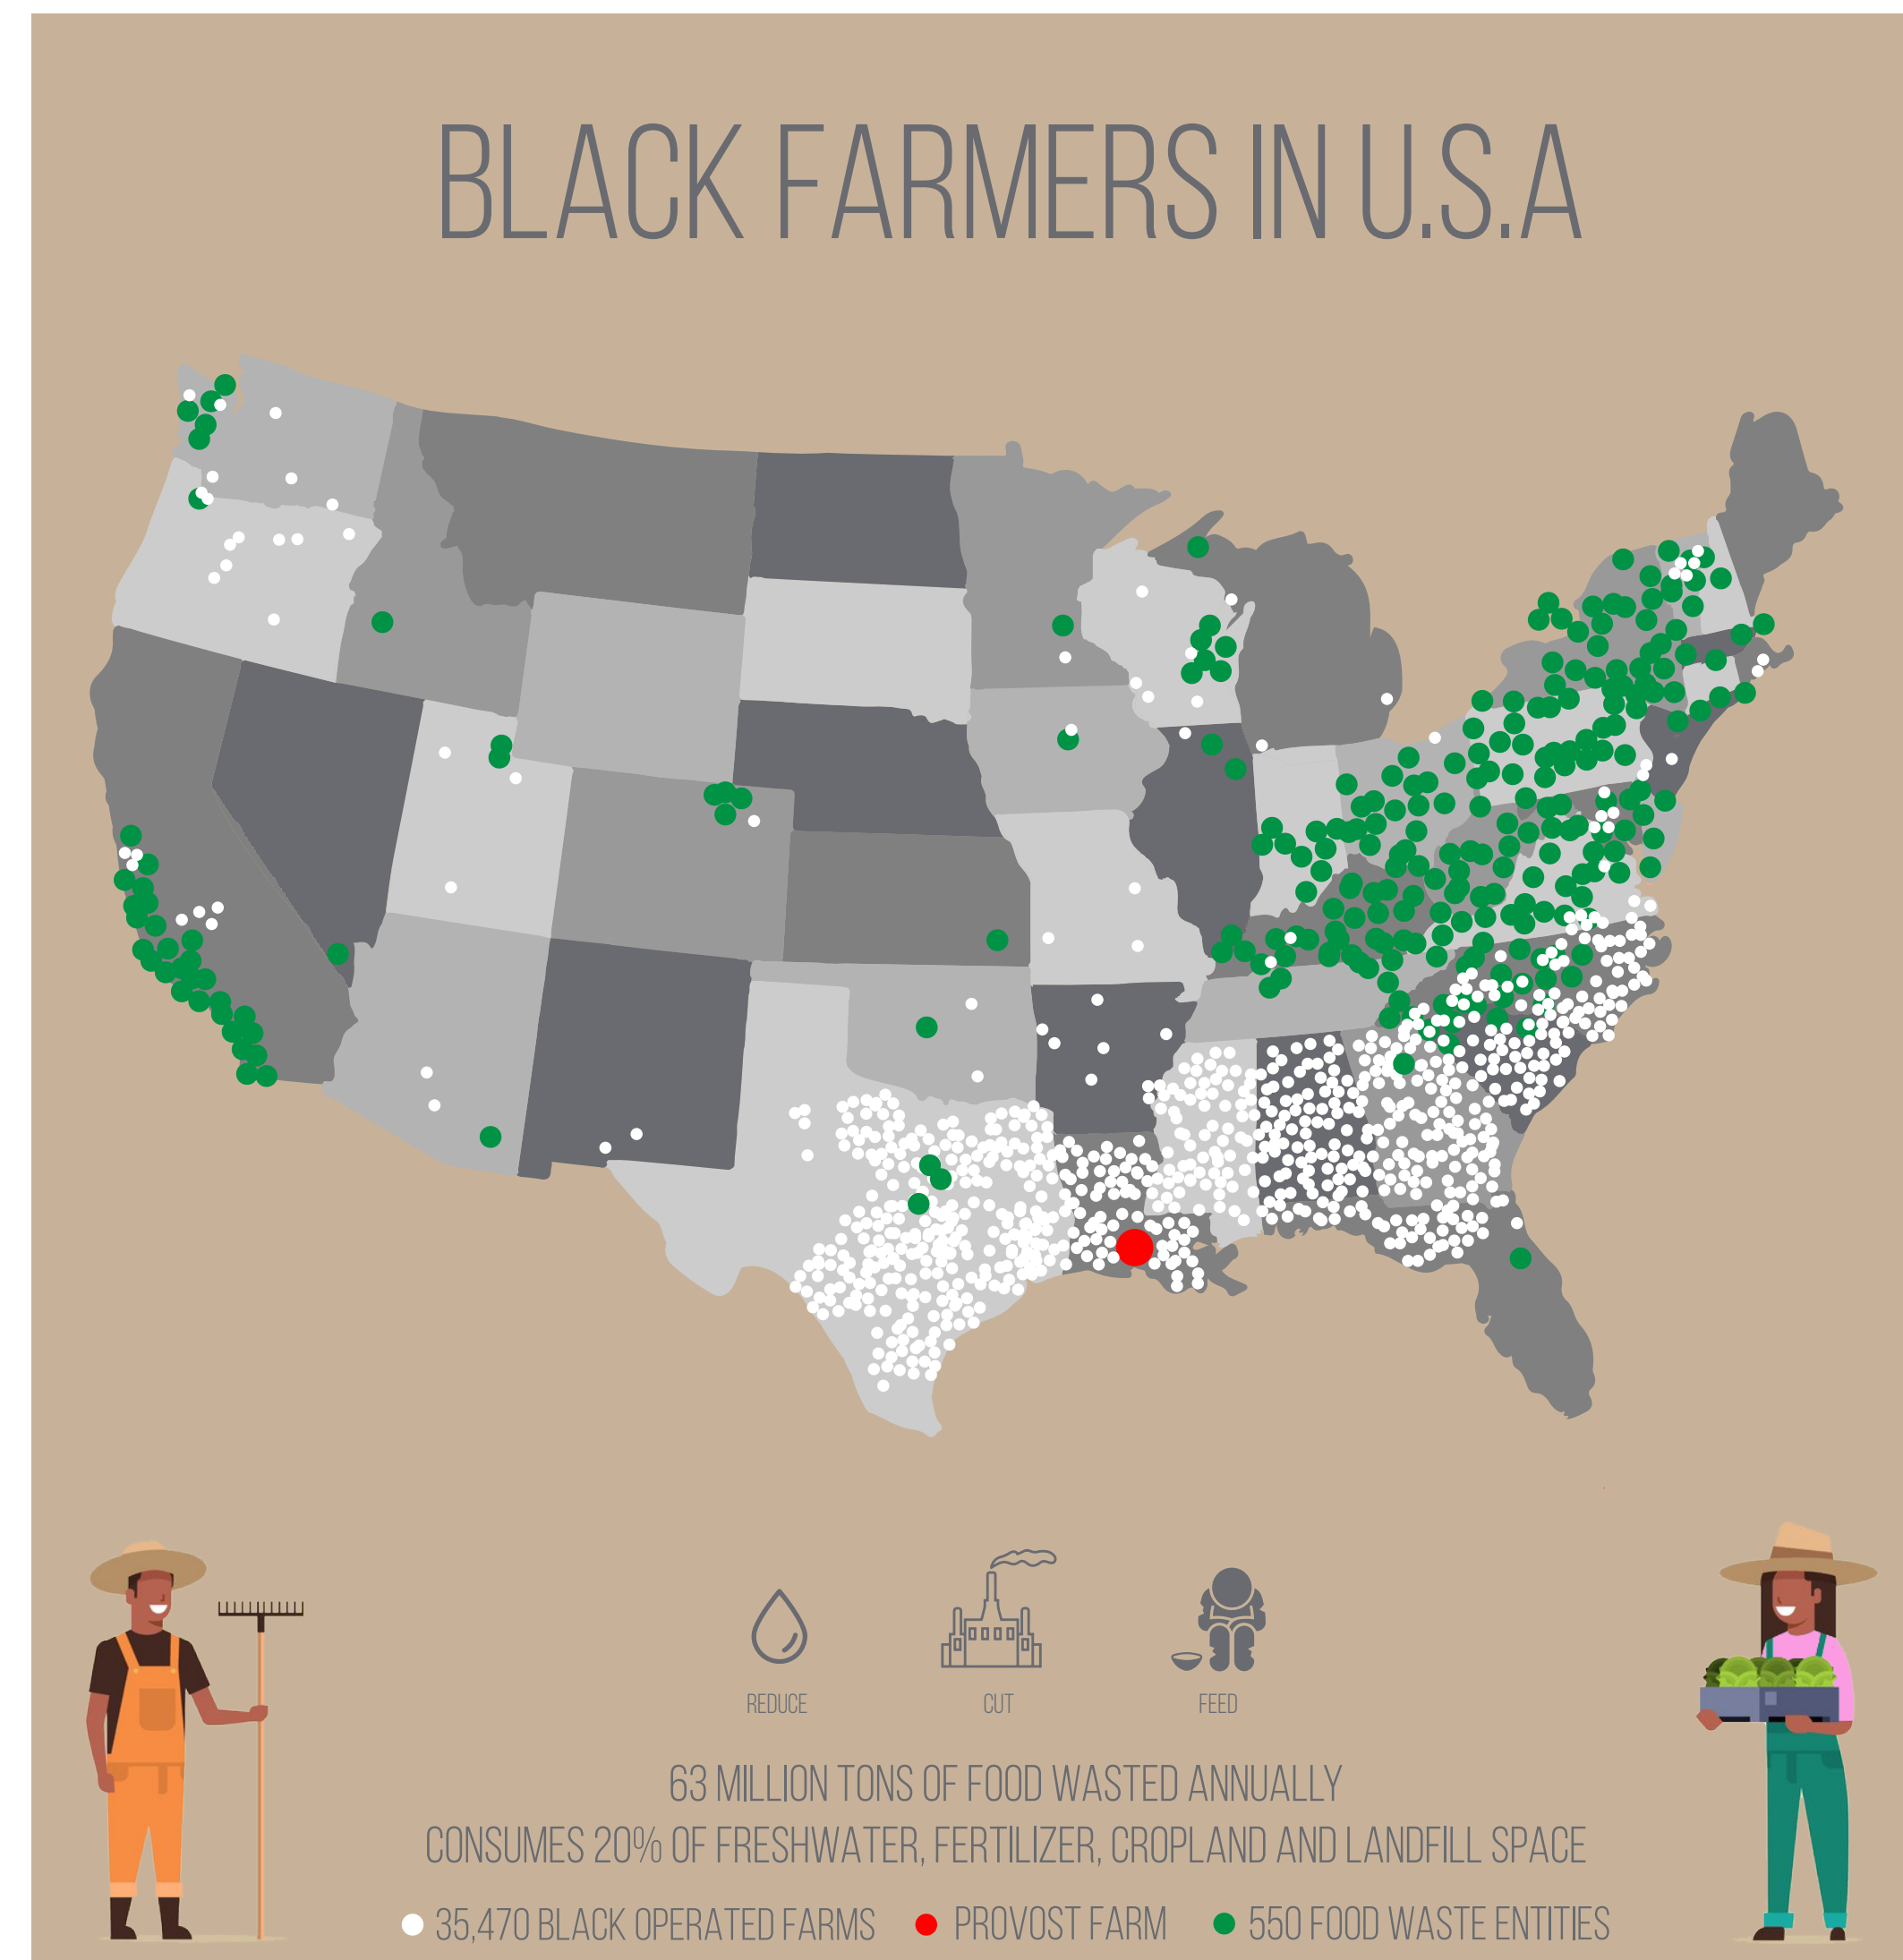 BLACK FARMERS IN U.S.A
REDUCE CUT FEED
63 MILLION TONS OF FOOD WASTED ANNUALLY
CONSUMES 20% OF FRESHWATER, FERTILIZER, CROPLAND AND LANDFILL SPACE
35,470 BLACK OPERATED FARMS PROVOST FARM 550 FOOD WASTE ENTITIES